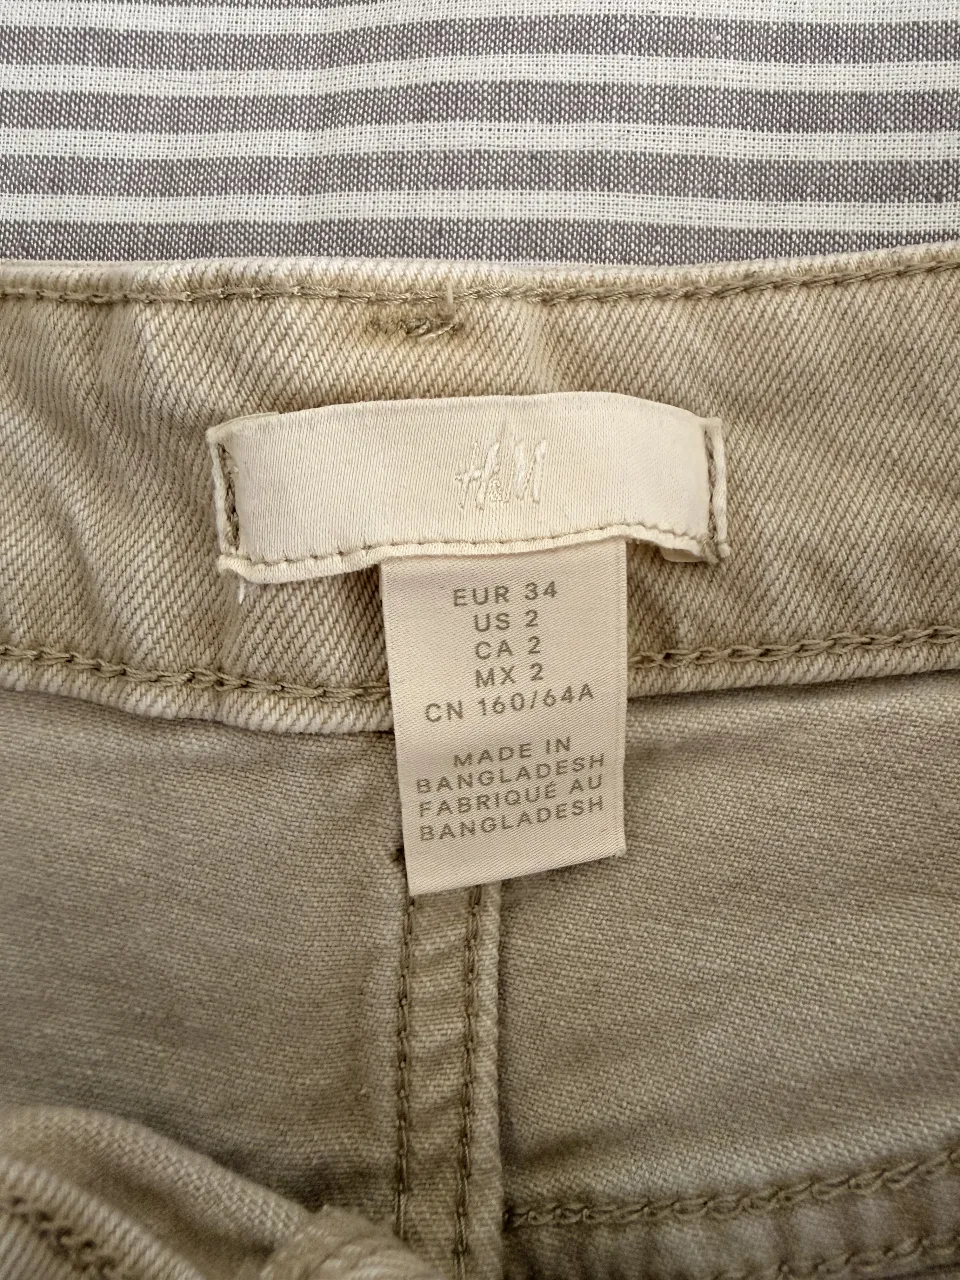 H&M
EUR 34
US 2
CA 2
MX 2
CN 160/64A
MADE IN
BANGLADESH
FABRIQUÉ AU
BANGLADESH